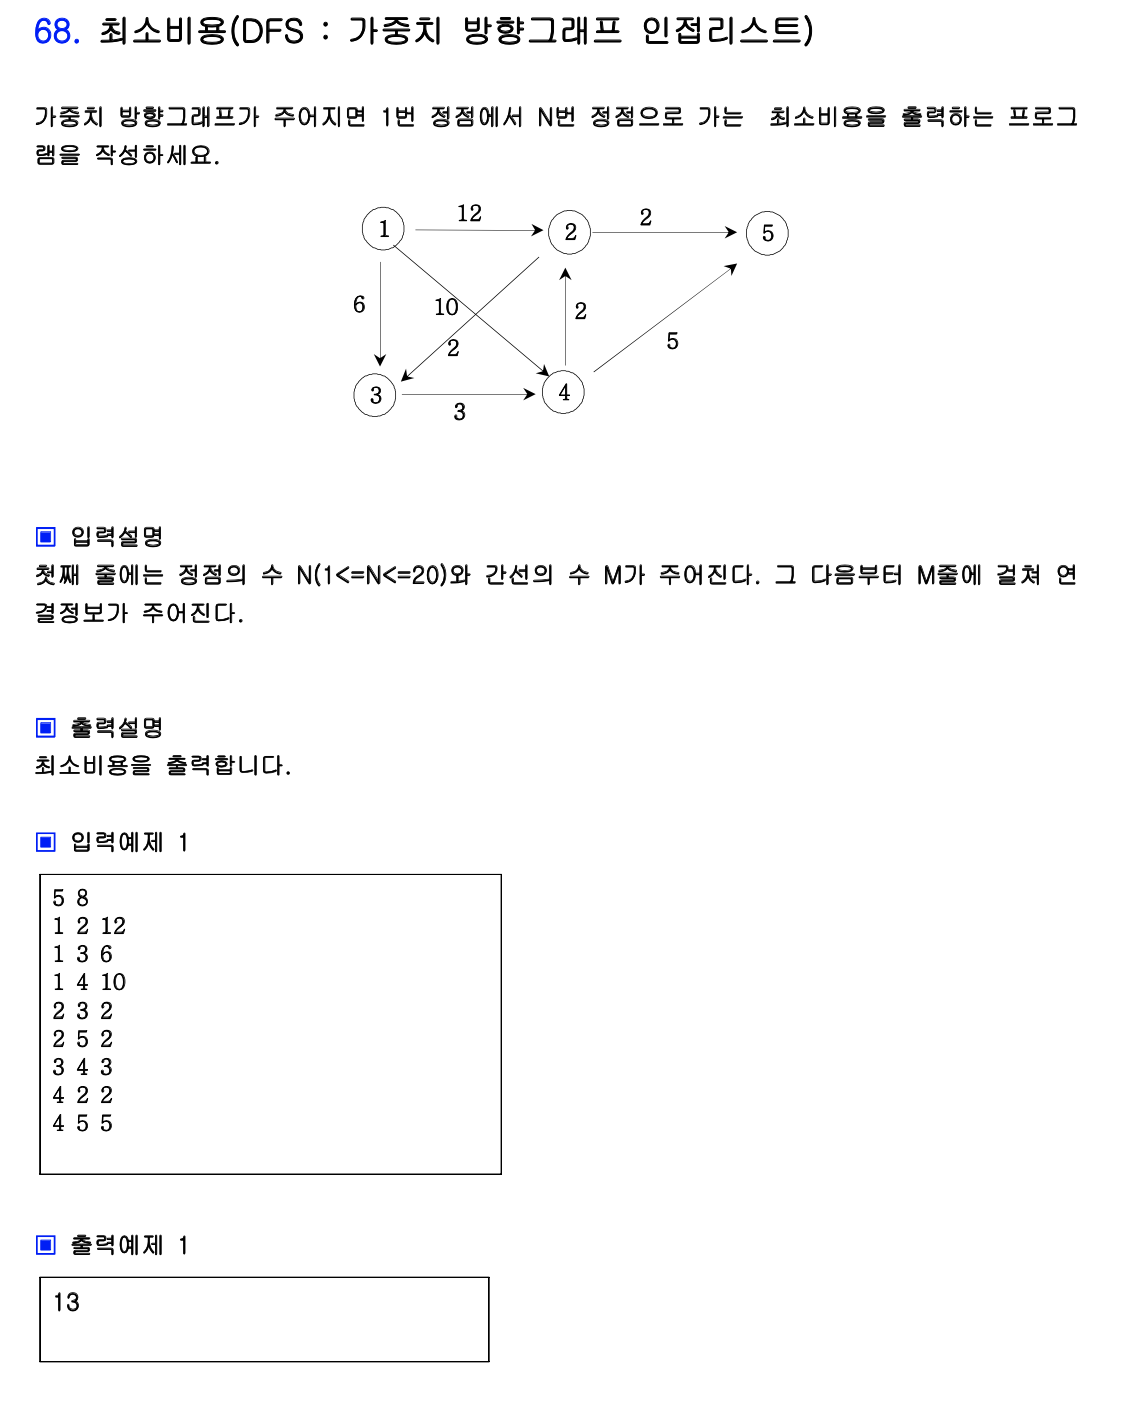 68. 최소비용(DFS : 가중치 방향그래프 인접리스트)
가중치 방향그래프가 주어지면 1번 정점에서 N번 정점으로 가는 최소비용을 출력하는 프로그
램을 작성하세요.
1
12
2
2
5
6
10
2
2
5
3
3
4
▣ 입력설명
첫째 줄에는 정점의 수 N(1<=N<=20)와 간선의 수 M가 주어진다. 그 다음부터 M줄에 걸쳐 연
결정보가 주어진다.
▣ 출력설명
최소비용을 출력합니다.
▣ 입력예제 1
5 8
1 2 12
1 3 6
1 4 10
2 3 2
2 5 2
3 4 3
4 2 2
4 5 5
▣ 출력예제 1
13